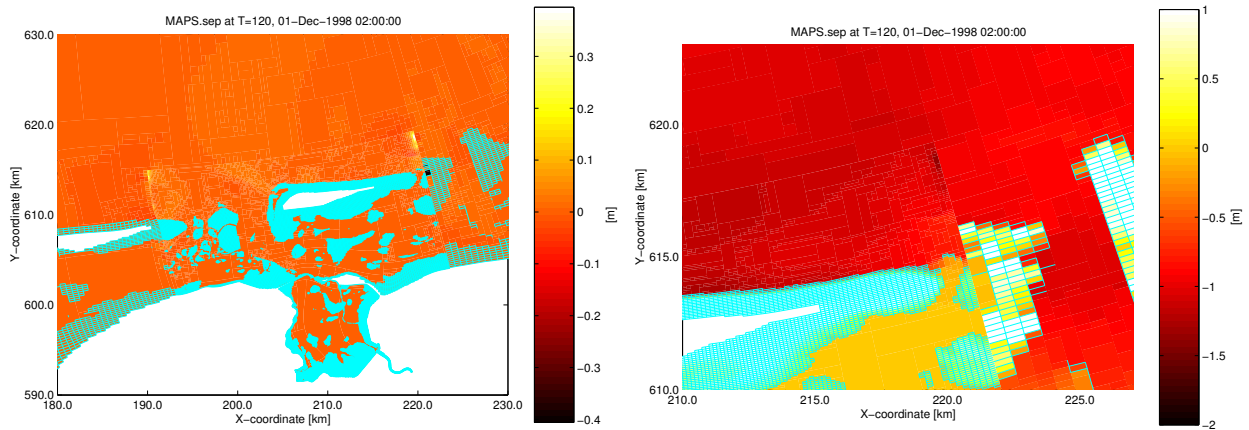 MAPS.sep at T=120, 01-Dec-1998 02:00:00
630.0
620.0
610.0
600.0
590.0
Y-coordinate [km]
180.0 190.0 200.0 210.0 220.0 230.0
X-coordinate [km]
0.3
0.2
0.1
0
-0.1
-0.2
-0.3
-0.4
[m]
MAPS.sep at T=120, 01-Dec-1998 02:00:00
620.0
615.0
610.0
Y-coordinate [km]
210.0 215.0 220.0 225.0
X-coordinate [km]
1
0.5
0
-0.5
-1
-1.5
-2
[m]